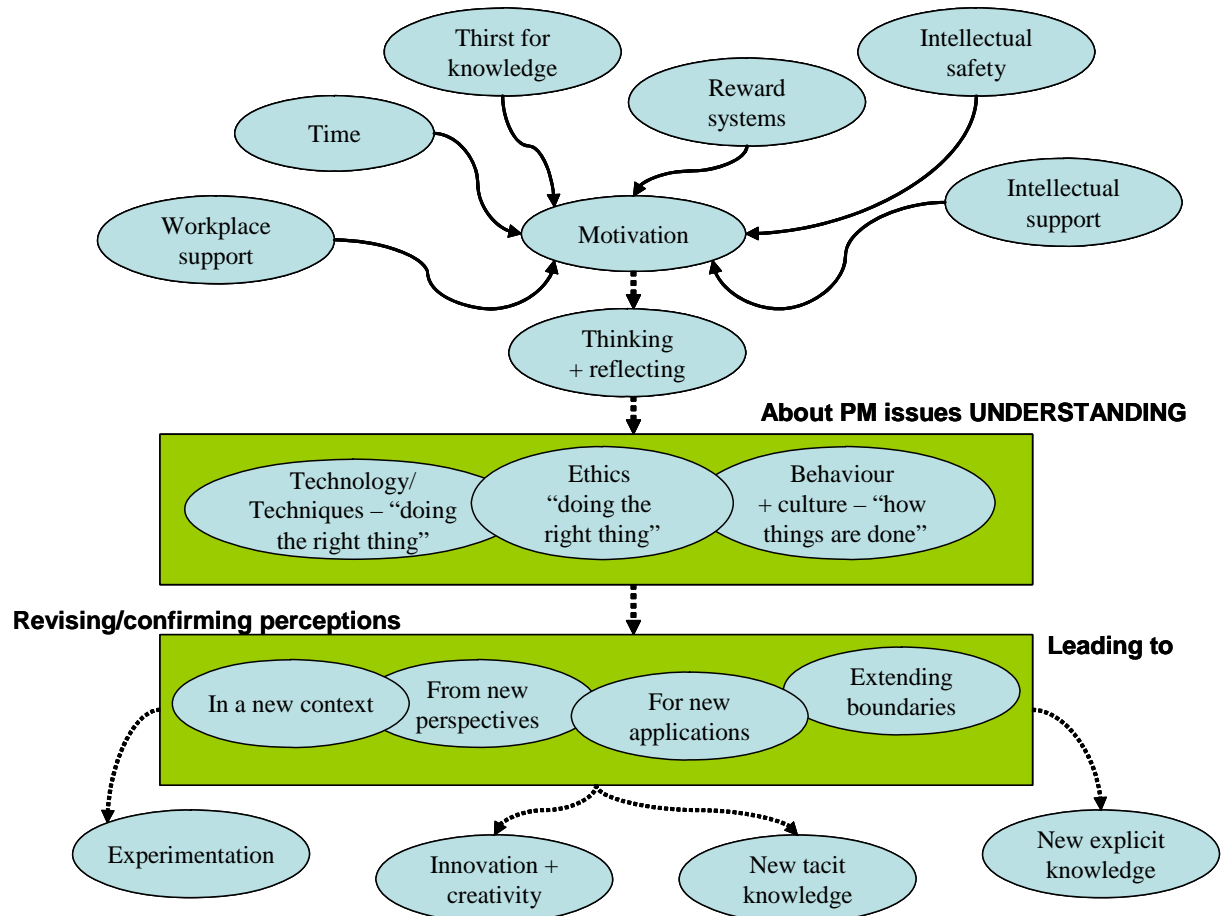 Thirst for
knowledge
Intellectual
safety
Reward
systems
Time
Workplace
support
Motivation
Intellectual
support
Thinking
+ reflecting
About PM issues UNDERSTANDING
Technology/
Techniques – “doing
the right thing”
Ethics
“doing the
right thing”
Behaviour
+ culture – “how
things are done”
Revising/confirming perceptions
Leading to
In a new context
From new
perspectives
For new
applications
Extending
boundaries
Experimentation
Innovation +
creativity
New tacit
knowledge
New explicit
knowledge